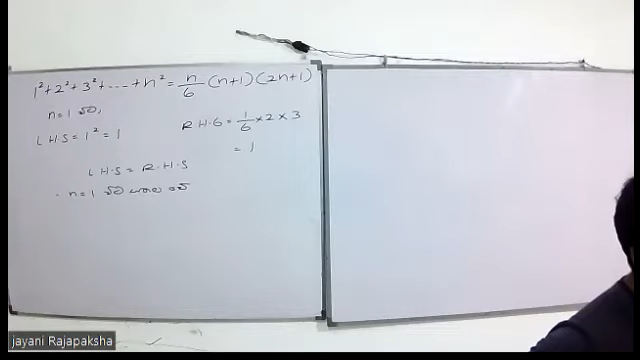 1² + 2² + 3² + ---- + n² = n/6 (n+1) (2n+1)
n = 1 විට,
L H S = 1² = 1
R H S = 1/6 × 2 × 3
= 1
L H·S = R·H·S
∴ n = 1 විට
jayani Rajapaksha